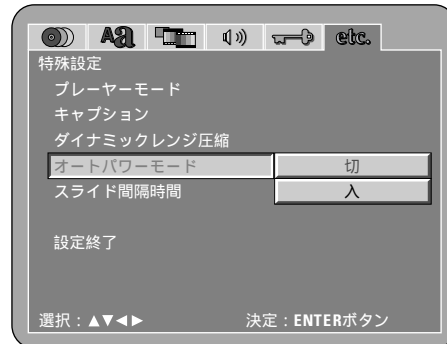 Aあ etc.
特殊設定
プレーヤーモード
キャプション
ダイナミックレンジ圧縮
オートパワーモード 切
スライド間隔時間 入
設定終了
選択：▲▼◀▶ 決定：ENTERボタン